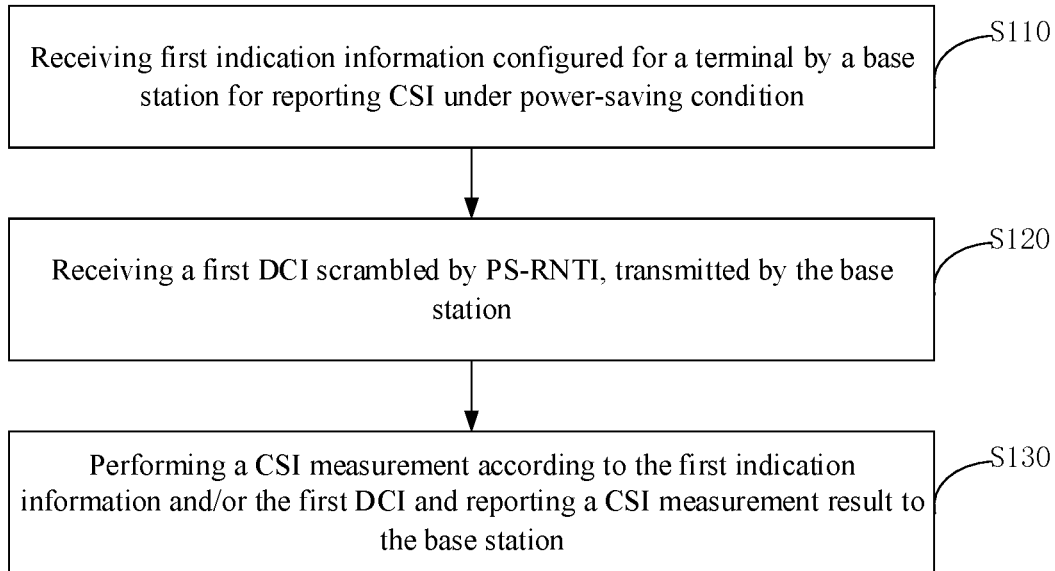 S110
Receiving first indication information configured for a terminal by a base
station for reporting CSI under power-saving condition
S120
Receiving a first DCI scrambled by PS-RNTI, transmitted by the base
station
S130
Performing a CSI measurement according to the first indication
information and/or the first DCI and reporting a CSI measurement result to
the base station